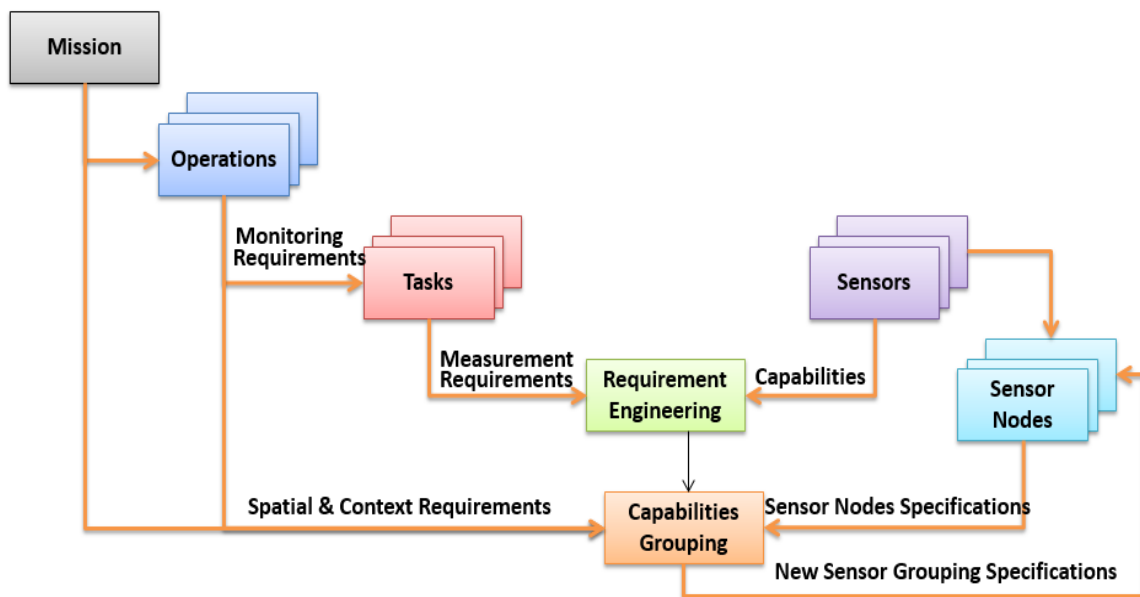 Mission
Operations
Monitoring
Requirements
Tasks
Sensors
Measurement
Requirements
Requirement
Engineering
Capabilities
Sensor
Nodes
Spatial & Context Requirements
Capabilities
Grouping
Sensor Nodes Specifications
New Sensor Grouping Specifications